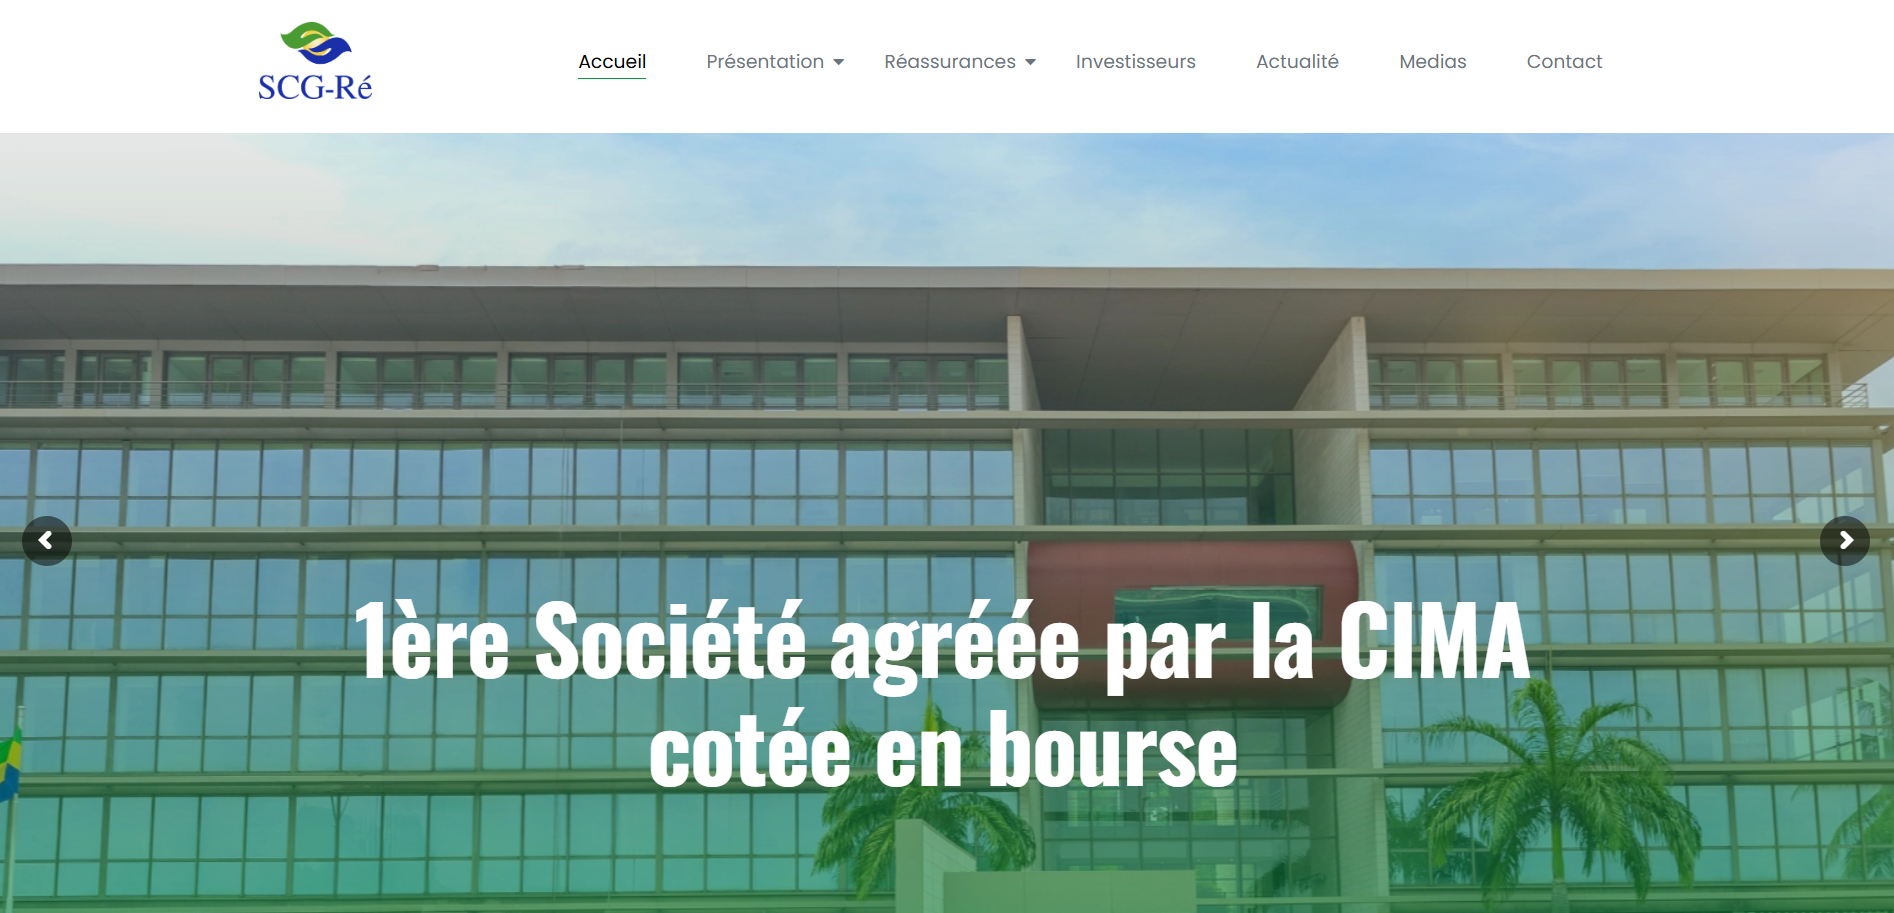 SCG-Ré
Accueil
Présentation
Réassurances
Investisseurs
Actualité
Medias
Contact
1ère Société agréée par la CIMA
cotée en bourse